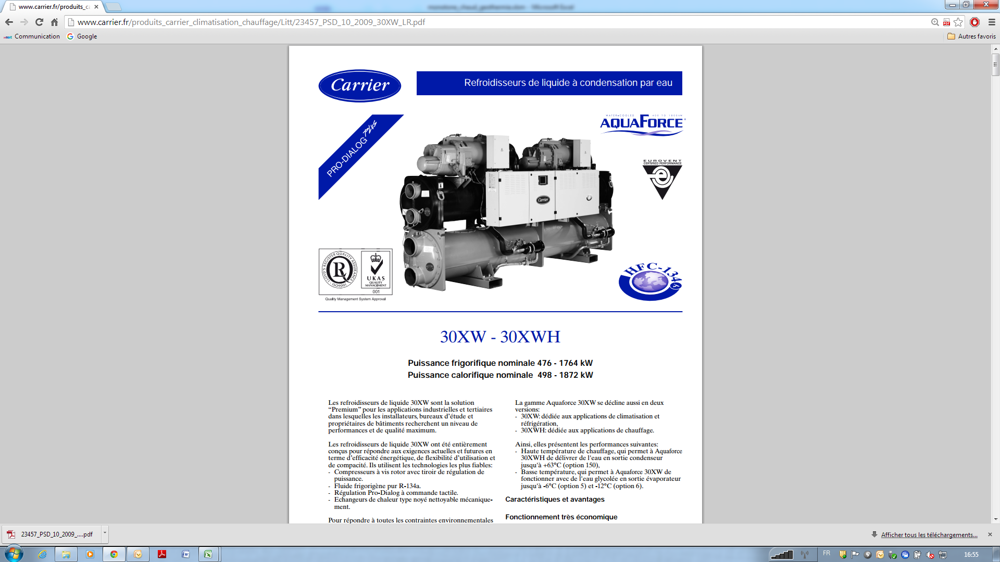 www.carrier.fr/produits_ca
www.carrier.fr/produits_carrier_climatisation_chauffage/Litt/23457_PSD_10_2009_30XW_LR.pdf
Communication
Google
Autres favoris
Carrier
Refroidisseurs de liquide à condensation par eau
PRO-DIALOG Plus
WATER-COOLED
AQUAFORCE
EUROVENT
CERTIFIED PERFORMANCE
Carrier
LLOYD'S REGISTER QUALITY ASSURANCE
ISO9001
UKAS
QUALITY
MANAGEMENT
001
Quality Management System Approval
HFC-134a
30XW - 30XWH
Puissance frigorifique nominale 476 - 1764 kW
Puissance calorifique nominale 498 - 1872 kW
Les refroidisseurs de liquide 30XW sont la solution
“Premium” pour les applications industrielles et tertiaires
dans lesquelles les installateurs, bureaux d’étude et
propriétaires de bâtiments recherchent un niveau de
performances et de qualité maximum.
Les refroidisseurs de liquide 30XW ont été entièrement
conçus pour répondre aux exigences actuelles et futures en
terme d’efficacité énergétique, de flexibilité d’utilisation et
de compacité. Ils utilisent les technologies les plus fiables:
- Compresseurs à vis rotor avec tiroir de régulation de
puissance.
- Fluide frigorigène pur R-134a.
- Régulation Pro-Dialog à commande tactile.
- Echangeurs de chaleur type noyé nettoyable mécanique-
ment.
Pour répondre à toutes les contraintes environnementales
La gamme Aquaforce 30XW se décline aussi en deux
versions:
- 30XW: dédiée aux applications de climatisation et
réfrigération,
- 30XWH: dédiée aux applications de chauffage.
Ainsi, elles présentent les performances suivantes:
- Haute température de chauffage, qui permet à Aquaforce
30XWH de délivrer de l'eau en sortie condenseur
jusqu'à +63°C (option 150),
- Basse température, qui permet à Aquaforce 30XW de
fonctionner avec de l'eau glycolée en sortie évaporateur
jusqu'à -6°C (option 5) et -12°C (option 6).
Caractéristiques et avantages
Fonctionnement très économique
23457_PSD_10_2009_....pdf
Afficher tous les téléchargements...
FR
16:55